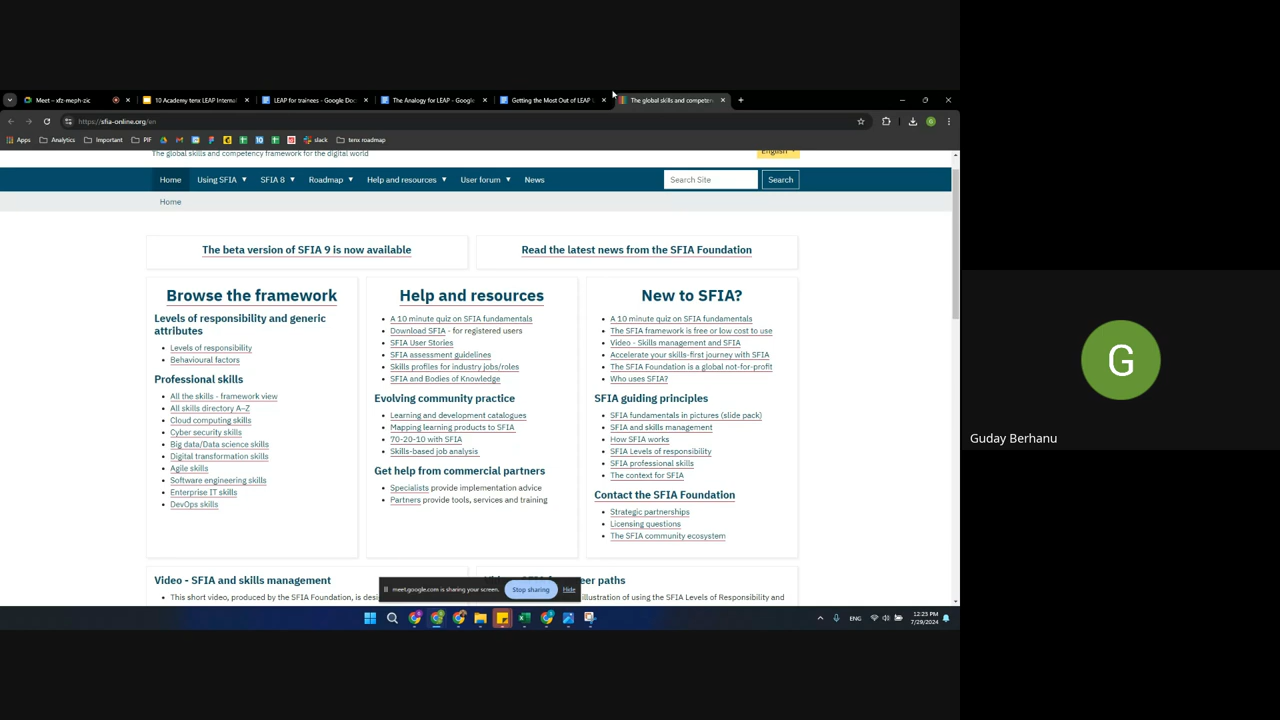 Meet – xfz-meph-zic
10 Academy tenx LEAP Internal
LEAP for trainees - Google Doc
The Analogy for LEAP - Google
Getting the Most Out of LEAP
The global skills and competen
https://sfia-online.org/en
Apps
Analytics
Important
PIF
slack
tenx roadmap
The global skills and competency framework for the digital world
English
Home
Using SFIA
SFIA 8
Roadmap
Help and resources
User forum
News
Search Site
Search
Home
The beta version of SFIA 9 is now available
Read the latest news from the SFIA Foundation
Browse the framework
Levels of responsibility and generic
attributes
Levels of responsibility
Behavioural factors
Professional skills
All the skills - framework view
All skills directory A–Z
Cloud computing skills
Cyber security skills
Big data/Data science skills
Digital transformation skills
Agile skills
Software engineering skills
Enterprise IT skills
DevOps skills
Help and resources
A 10 minute quiz on SFIA fundamentals
Download SFIA - for registered users
SFIA User Stories
SFIA assessment guidelines
Skills profiles for industry jobs/roles
SFIA and Bodies of Knowledge
Evolving community practice
Learning and development catalogues
Mapping learning products to SFIA
70-20-10 with SFIA
Skills-based job analysis
Get help from commercial partners
Specialists provide implementation advice
Partners provide tools, services and training
New to SFIA?
A 10 minute quiz on SFIA fundamentals
The SFIA framework is free or low cost to use
Video - Skills management and SFIA
Accelerate your skills-first journey with SFIA
The SFIA Foundation is a global not-for-profit
Who uses SFIA?
SFIA guiding principles
SFIA fundamentals in pictures (slide pack)
SFIA and skills management
How SFIA works
SFIA Levels of responsibility
SFIA professional skills
The context for SFIA
Contact the SFIA Foundation
Strategic partnerships
Licensing questions
The SFIA community ecosystem
Video - SFIA and skills management
This short video, produced by the SFIA Foundation, is
eer paths
illustration of using the SFIA Levels of Responsibility and
meet.google.com is sharing your screen.
Stop sharing
Hide
ENG
12:23 PM
7/29/2024
G
Guday Berhanu